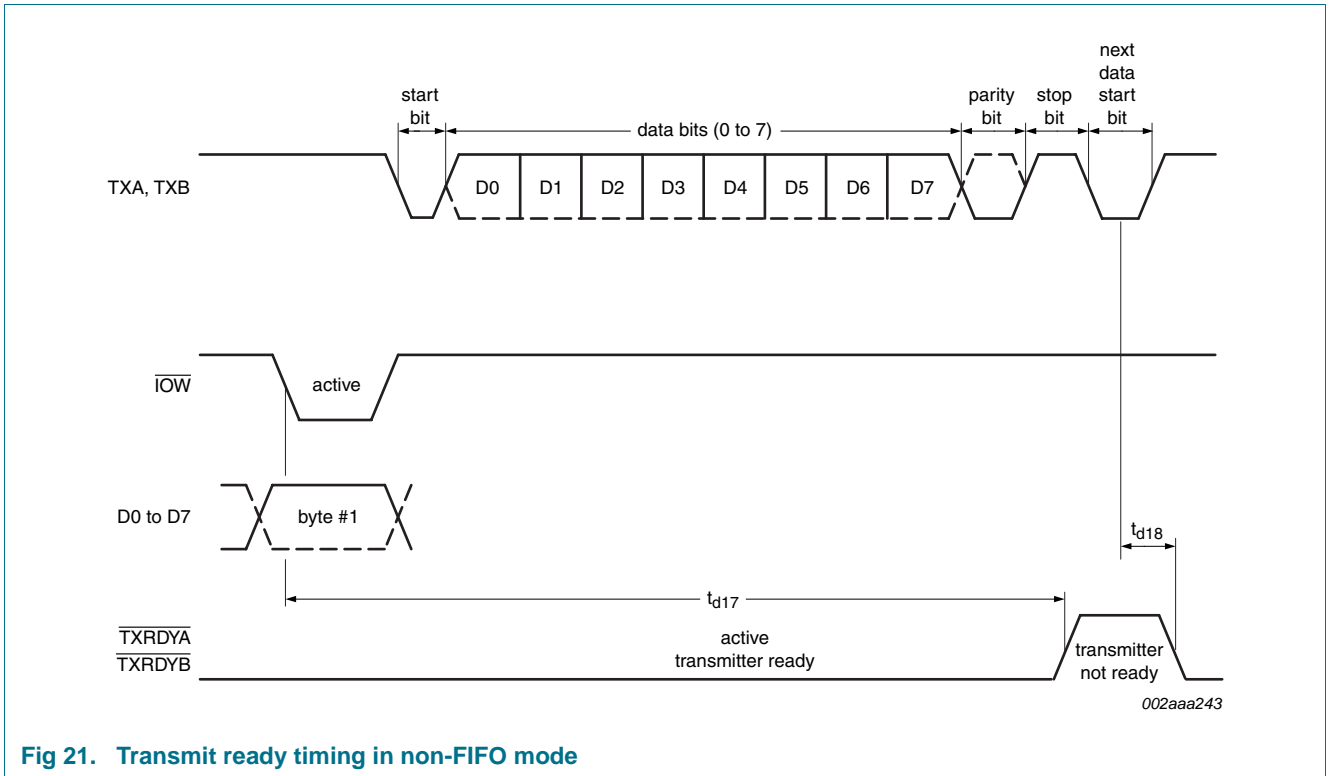 start
bit
data bits (0 to 7)
parity
bit
stop
bit
next
data
start
bit
TXA, TXB
D0 D1 D2 D3 D4 D5 D6 D7
IOW
active
D0 to D7
byte #1
td18
td17
TXRDYA
TXRDYB
active
transmitter ready
transmitter
not ready
002aaa243
Fig 21. Transmit ready timing in non-FIFO mode